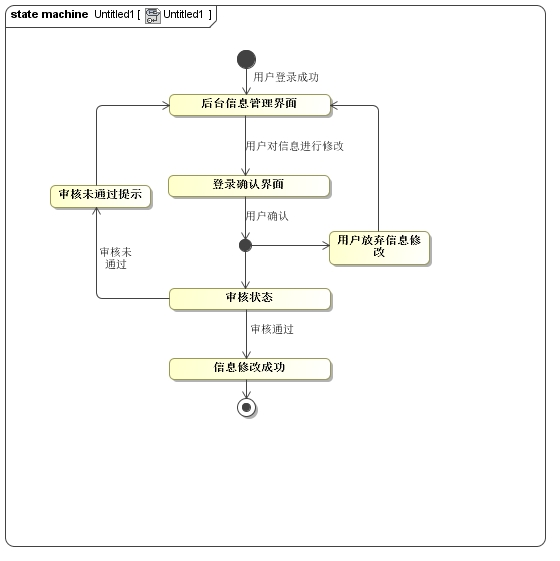 state machine Untitled1 [ Untitled1 ]
用户登录成功
后台信息管理界面
用户对信息进行修改
登录确认界面
审核未通过提示
用户确认
用户放弃信息修
改
审核未
通过
审核状态
审核通过
信息修改成功